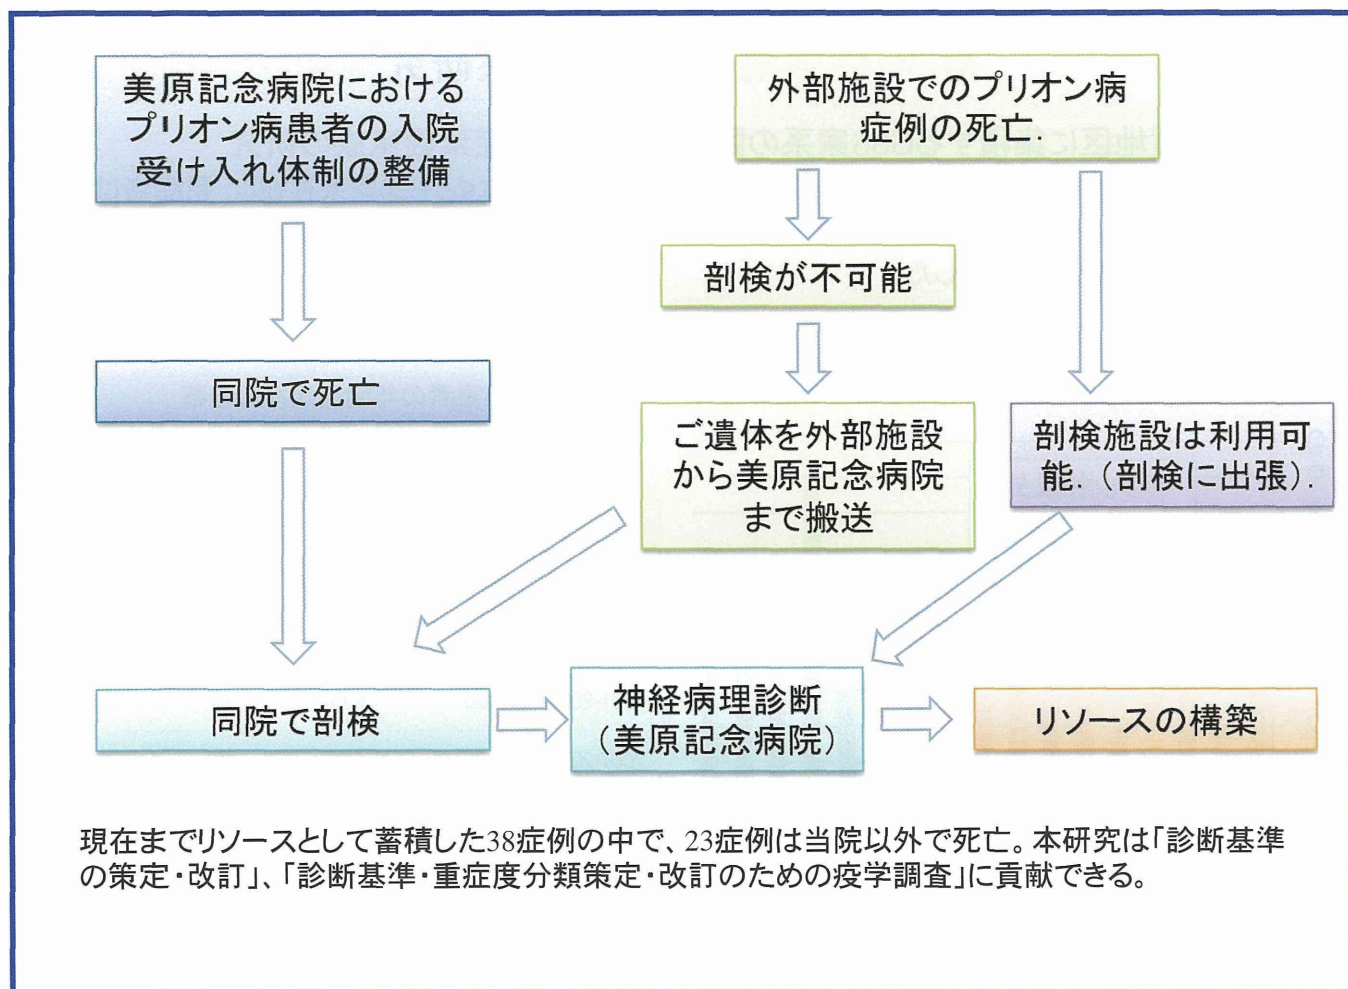 美原記念病院における
プリオン病患者の入院
受け入れ体制の整備
外部施設でのプリオン病
症例の死亡.
剖検が不可能
同院で死亡
ご遺体を外部施設
から美原記念病院
まで搬送
剖検施設は利用可
能.（剖検に出張）.
同院で剖検
神経病理診断
（美原記念病院）
リソースの構築
現在までリソースとして蓄積した38症例の中で、23症例は当院以外で死亡。本研究は「診断基準
の策定・改訂」、「診断基準・重症度分類策定・改訂のための疫学調査」に貢献できる。